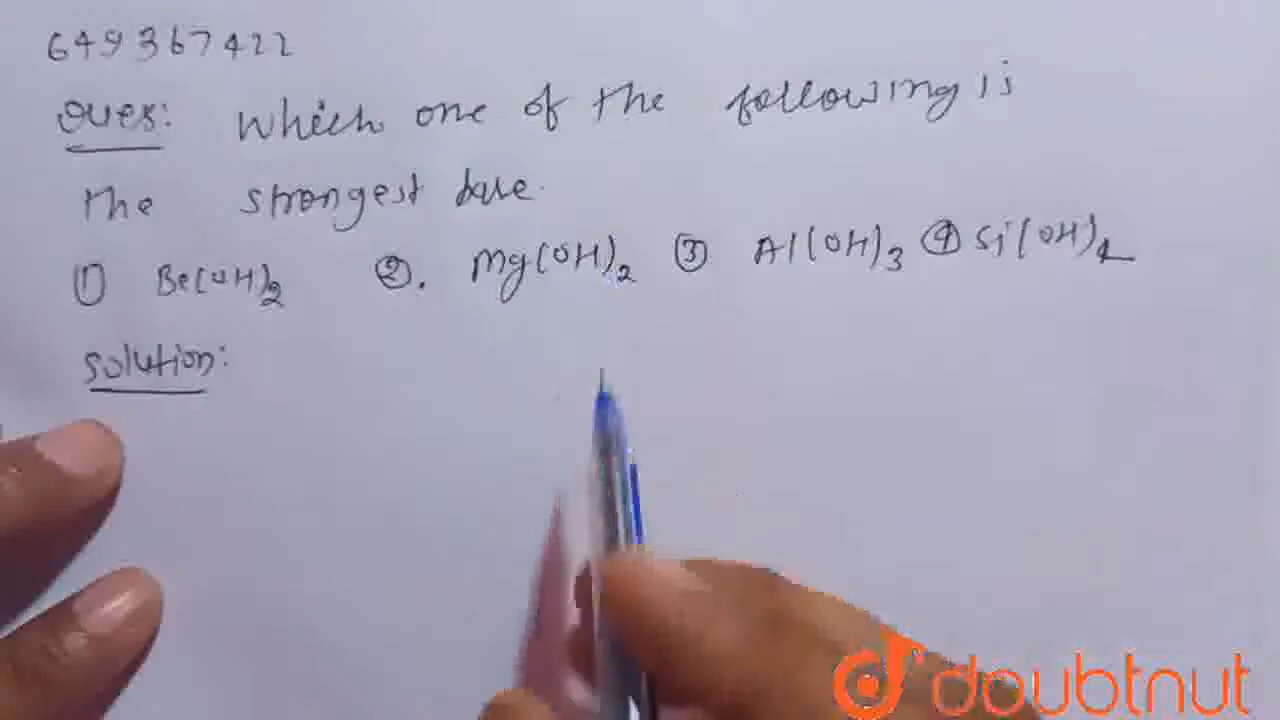 649367422
Ques: Which one of the following is
the strongest base.
① Be(OH)2 ②. Mg(OH)2 ③ Al(OH)3 ④ Si(OH)4
Solution:
doubtnut